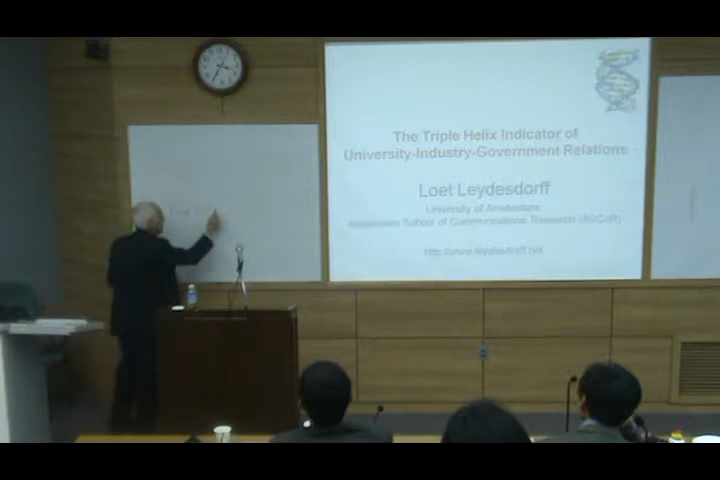 The Triple Helix Indicator of
University-Industry-Government Relations
Loet Leydesdorff
University of Amsterdam
School of Communications Research (ASCoR)
http://www.leydesdorff.net